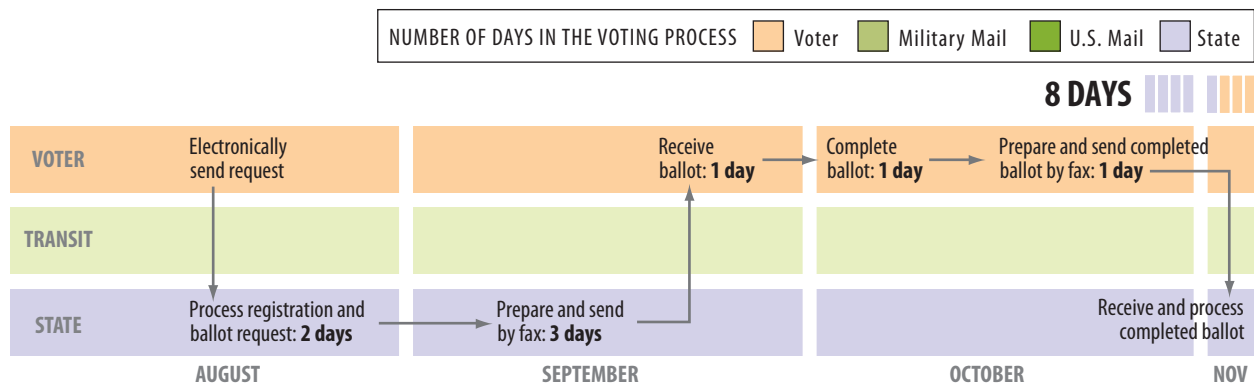 NUMBER OF DAYS IN THE VOTING PROCESS Voter Military Mail U.S. Mail State
8 DAYS
VOTER
Electronically
send request
Receive
ballot: 1 day
Complete
ballot: 1 day
Prepare and send completed
ballot by fax: 1 day
TRANSIT
STATE
Process registration and
ballot request: 2 days
Prepare and send
by fax: 3 days
Receive and process
completed ballot
AUGUST SEPTEMBER OCTOBER NOV